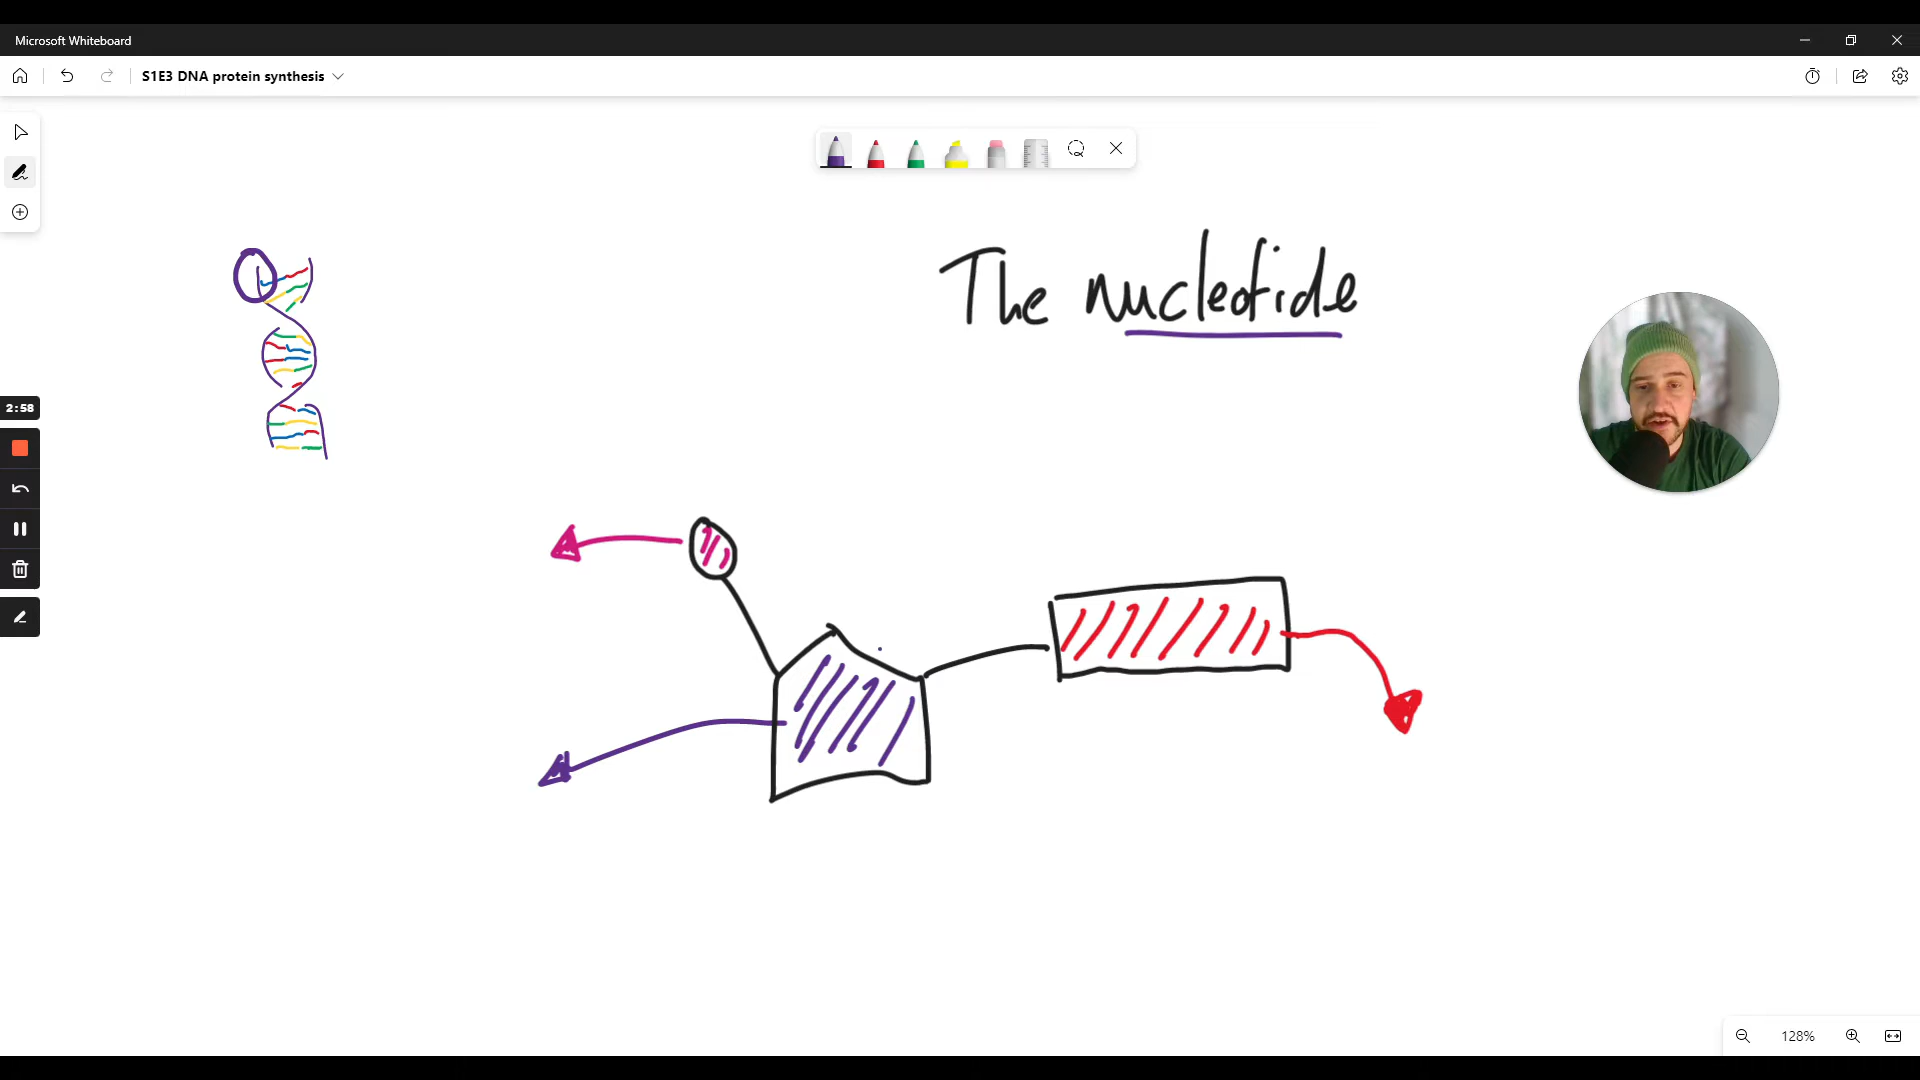 Microsoft Whiteboard
S1E3 DNA protein synthesis
The nucleotide
2:58
128%